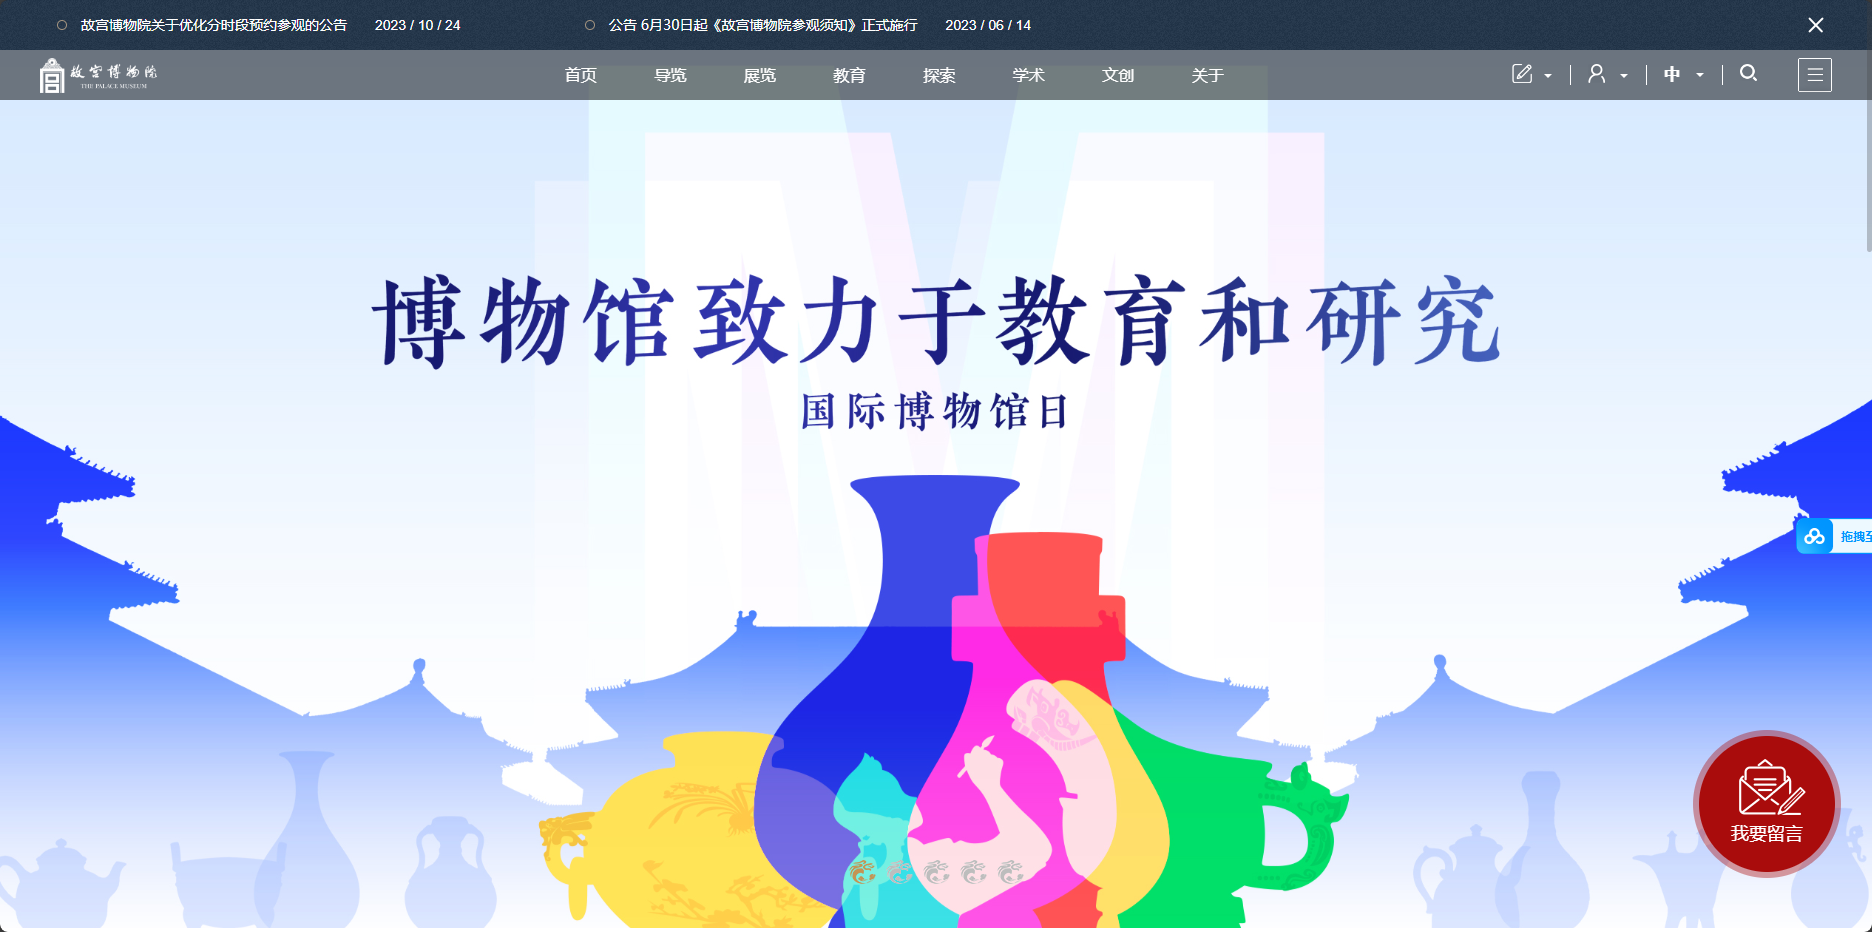 故宫博物院关于优化分时段预约参观的公告 2023 / 10 / 24
公告 6月30日起《故宫博物院参观须知》正式施行 2023 / 06 / 14
故宫博物院
THE PALACE MUSEUM
首页 导览 展览 教育 探索 学术 文创 关于
中
博物馆致力于教育和研究
国际博物馆日
拖拽至
我要留言